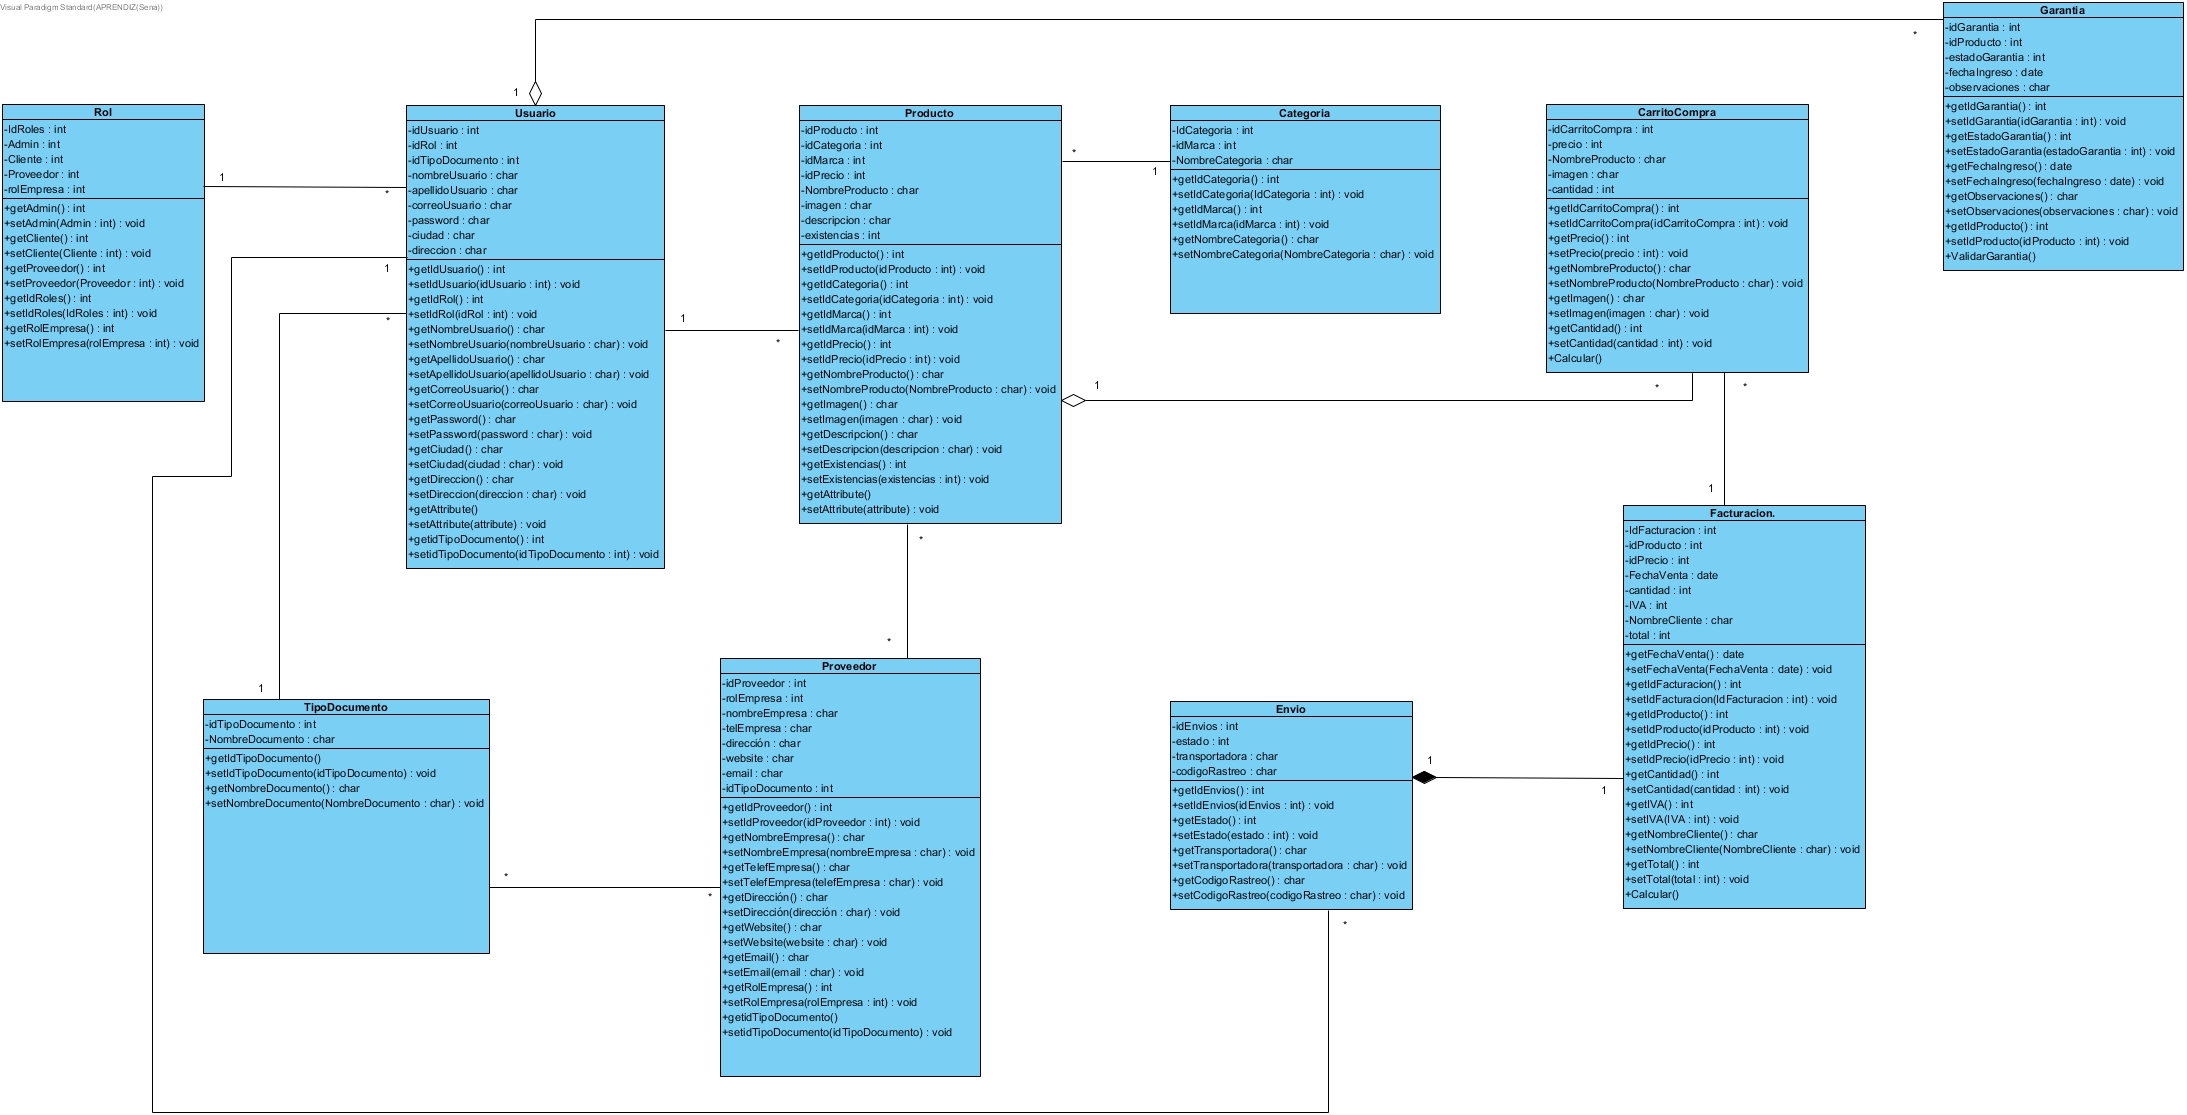 Visual Paradigm Standard(APRENDIZ(Sena))
Rol
-IdRoles : int
-Admin : int
-Cliente : int
-Proveedor : int
-rolEmpresa : int
+getAdmin() : int
+setAdmin(Admin : int) : void
+getCliente() : int
+setCliente(Cliente : int) : void
+getProveedor() : int
+setProveedor(Proveedor : int) : void
+getIdRoles() : int
+setIdRoles(IdRoles : int) : void
+getRolEmpresa() : int
+setRolEmpresa(rolEmpresa : int) : void
1
*
1
*
1
*
Usuario
-idUsuario : int
-idRol : int
-idTipoDocumento : int
-nombreUsuario : char
-apellidoUsuario : char
-correoUsuario : char
-password : char
-ciudad : char
-direccion : char
+getIdUsuario() : int
+setIdUsuario(idUsuario : int) : void
+getIdRol() : int
+setIdRol(idRol : int) : void
+getNombreUsuario() : char
+setNombreUsuario(nombreUsuario : char) : void
+getApellidoUsuario() : char
+setApellidoUsuario(apellidoUsuario : char) : void
+getCorreoUsuario() : char
+setCorreoUsuario(correoUsuario : char) : void
+getPassword() : char
+setPassword(password : char) : void
+getCiudad() : char
+setCiudad(ciudad : char) : void
+getDireccion() : char
+setDireccion(direccion : char) : void
+getAttribute()
+setAttribute(attribute) : void
+getidTipoDocumento() : int
+setidTipoDocumento(idTipoDocumento : int) : void
1
*
Producto
-idProducto : int
-idCategoria : int
-idMarca : int
-idPrecio : int
-NombreProducto : char
-imagen : char
-descripcion : char
-existencias : int
+getIdProducto() : int
+setIdProducto(idProducto : int) : void
+getIdCategoria() : int
+setIdCategoria(idCategoria : int) : void
+getIdMarca() : int
+setIdMarca(idMarca : int) : void
+getIdPrecio() : int
+setIdPrecio(idPrecio : int) : void
+getNombreProducto() : char
+setNombreProducto(NombreProducto : char) : void
+getImagen() : char
+setImagen(imagen : char) : void
+getDescripcion() : char
+setDescripcion(descripcion : char) : void
+getExistencias() : int
+setExistencias(existencias : int) : void
+getAttribute()
+setAttribute(attribute) : void
*
1
1
*
*
*
Categoria
-IdCategoria : int
-idMarca : int
-NombreCategoria : char
+getIdCategoria() : int
+setIdCategoria(IdCategoria : int) : void
+getIdMarca() : int
+setIdMarca(idMarca : int) : void
+getNombreCategoria() : char
+setNombreCategoria(NombreCategoria : char) : void
CarritoCompra
-idCarritoCompra : int
-precio : int
-NombreProducto : char
-imagen : char
-cantidad : int
+getIdCarritoCompra() : int
+setIdCarritoCompra(idCarritoCompra : int) : void
+getPrecio() : int
+setPrecio(precio : int) : void
+getNombreProducto() : char
+setNombreProducto(NombreProducto : char) : void
+getImagen() : char
+setImagen(imagen : char) : void
+getCantidad() : int
+setCantidad(cantidad : int) : void
+Calcular()
*
*
1
Garantia
-idGarantia : int
-idProducto : int
-estadoGarantia : int
-fechaIngreso : date
-observaciones : char
+getIdGarantia() : int
+setIdGarantia(idGarantia : int) : void
+getEstadoGarantia() : int
+setEstadoGarantia(estadoGarantia : int) : void
+getFechaIngreso() : date
+setFechaIngreso(fechaIngreso : date) : void
+getObservaciones() : char
+setObservaciones(observaciones : char) : void
+getIdProducto() : int
+setIdProducto(idProducto : int) : void
+ValidarGarantia()
Facturacion.
-IdFacturacion : int
-idProducto : int
-idPrecio : int
-FechaVenta : date
-cantidad : int
-IVA : int
-NombreCliente : char
-total : int
+getFechaVenta() : date
+setFechaVenta(FechaVenta : date) : void
+getIdFacturacion() : int
+setIdFacturacion(IdFacturacion : int) : void
+getIdProducto() : int
+setIdProducto(idProducto : int) : void
+getIdPrecio() : int
+setIdPrecio(idPrecio : int) : void
+getCantidad() : int
+setCantidad(cantidad : int) : void
+getIVA() : int
+setIVA(IVA : int) : void
+getNombreCliente() : char
+setNombreCliente(NombreCliente : char) : void
+getTotal() : int
+setTotal(total : int) : void
+Calcular()
1
TipoDocumento
-idTipoDocumento : int
-NombreDocumento : char
+getIdTipoDocumento()
+setIdTipoDocumento(idTipoDocumento) : void
+getNombreDocumento() : char
+setNombreDocumento(NombreDocumento : char) : void
*
*
Proveedor
-idProveedor : int
-rolEmpresa : int
-nombreEmpresa : char
-telEmpresa : char
-dirección : char
-website : char
-email : char
-idTipoDocumento : int
+getIdProveedor() : int
+setIdProveedor(idProveedor : int) : void
+getNombreEmpresa() : char
+setNombreEmpresa(nombreEmpresa : char) : void
+getTelefEmpresa() : char
+setTelefEmpresa(telefEmpresa : char) : void
+getDirección() : char
+setDirección(dirección : char) : void
+getWebsite() : char
+setWebsite(website : char) : void
+getEmail() : char
+setEmail(email : char) : void
+getRolEmpresa() : int
+setRolEmpresa(rolEmpresa : int) : void
+getidTipoDocumento()
+setidTipoDocumento(idTipoDocumento) : void
Envio
-idEnvios : int
-estado : int
-transportadora : char
-codigoRastreo : char
+getIdEnvios() : int
+setIdEnvios(idEnvios : int) : void
+getEstado() : int
+setEstado(estado : int) : void
+getTransportadora() : char
+setTransportadora(transportadora : char) : void
+getCodigoRastreo() : char
+setCodigoRastreo(codigoRastreo : char) : void
1
1
*